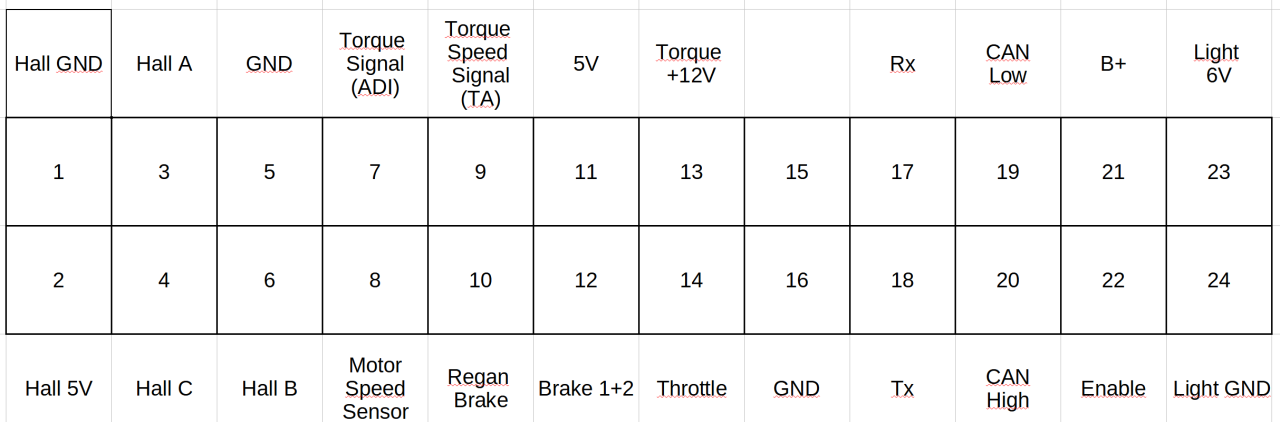 Hall GND
Hall A
GND
Torque
Signal
(ADI)
Torque
Speed
Signal
(TA)
5V
Torque
+12V
Rx
CAN
Low
B+
Light
6V
1 3 5 7 9 11 13 15 17 19 21 23
2 4 6 8 10 12 14 16 18 20 22 24
Hall 5V
Hall C
Hall B
Motor
Speed
Sensor
Regan
Brake
Brake 1+2
Throttle
GND
Tx
CAN
High
Enable
Light GND